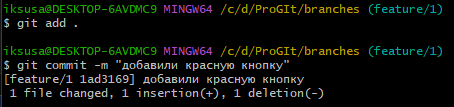 iksusa@DESKTOP-6AVDMC9 MINGW64 /c/d/ProGIt/branches (feature/1)
$ git add .
iksusa@DESKTOP-6AVDMC9 MINGW64 /c/d/ProGIt/branches (feature/1)
$ git commit -m "добавили красную кнопку"
[feature/1 1ad3169] добавили красную кнопку
1 file changed, 1 insertion(+), 1 deletion(-)